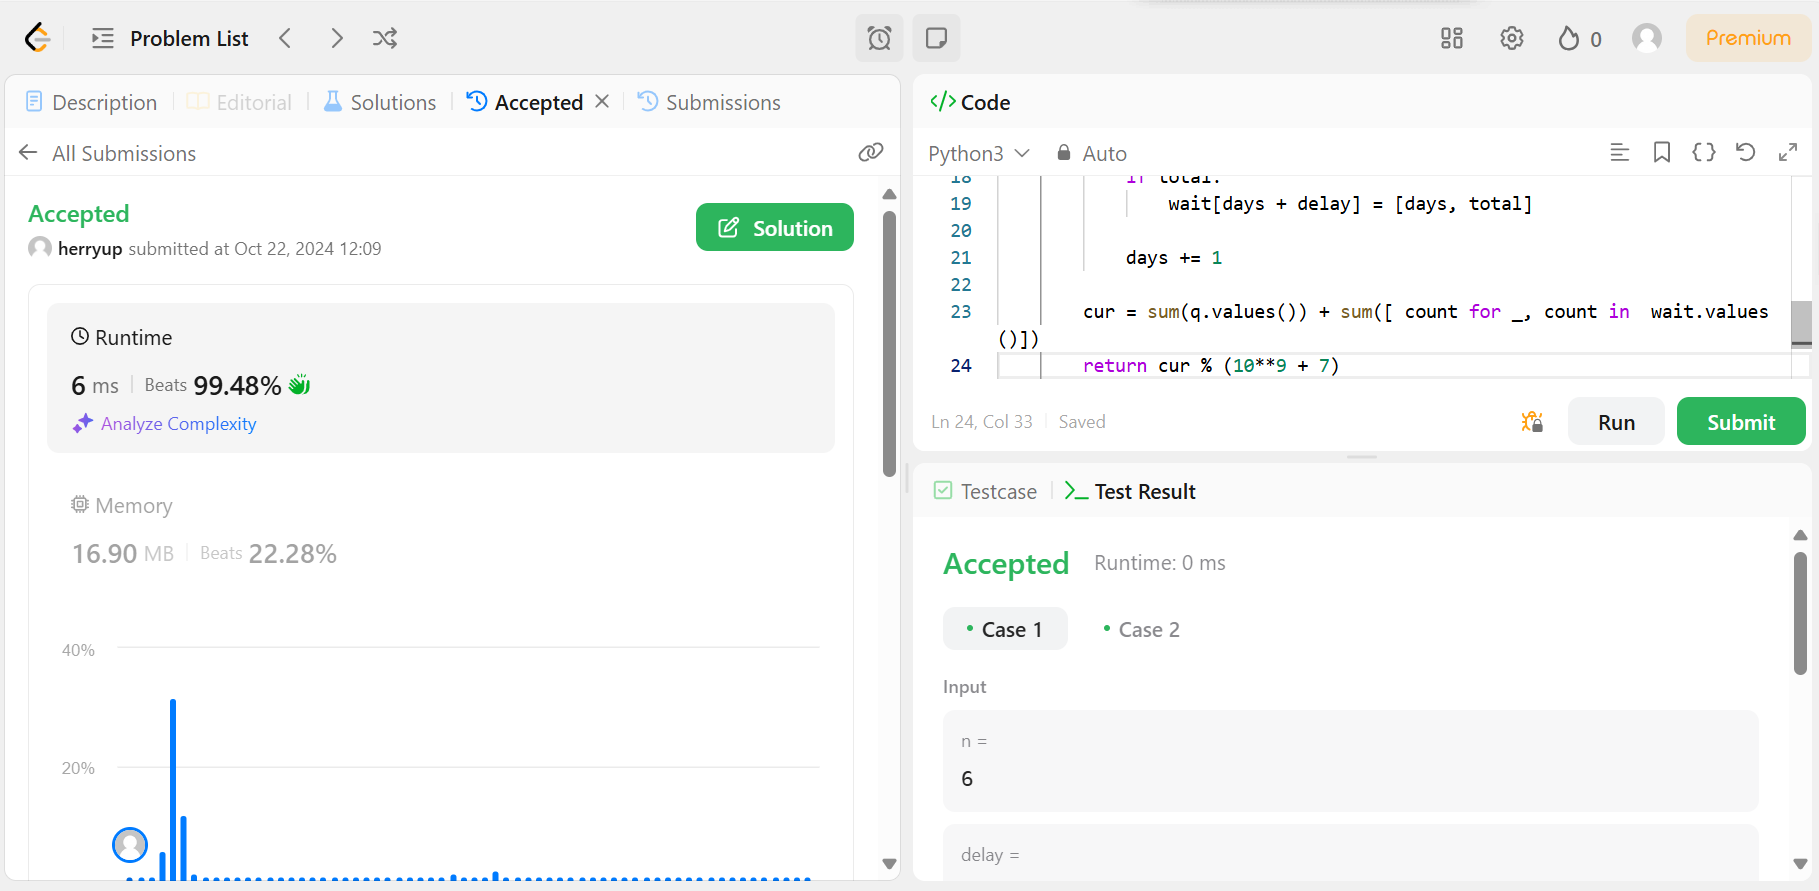 Problem List
0
Premium
Description
Editorial
Solutions
Accepted
Submissions
All Submissions
Accepted
Solution
herryup submitted at Oct 22, 2024 12:09
Runtime
6 ms
Beats 99.48%
Analyze Complexity
Memory
16.90 MB
Beats 22.28%
40%
20%
</> Code
Python3
Auto
18 if total:
19 wait[days + delay] = [days, total]
20
21 days += 1
22
23 cur = sum(q.values()) + sum([ count for _, count in  wait.values
()])
24 return cur % (10**9 + 7)
Ln 24, Col 33
Saved
Run
Submit
Testcase
>_ Test Result
Accepted
Runtime: 0 ms
• Case 1
• Case 2
Input
n =
6
delay =